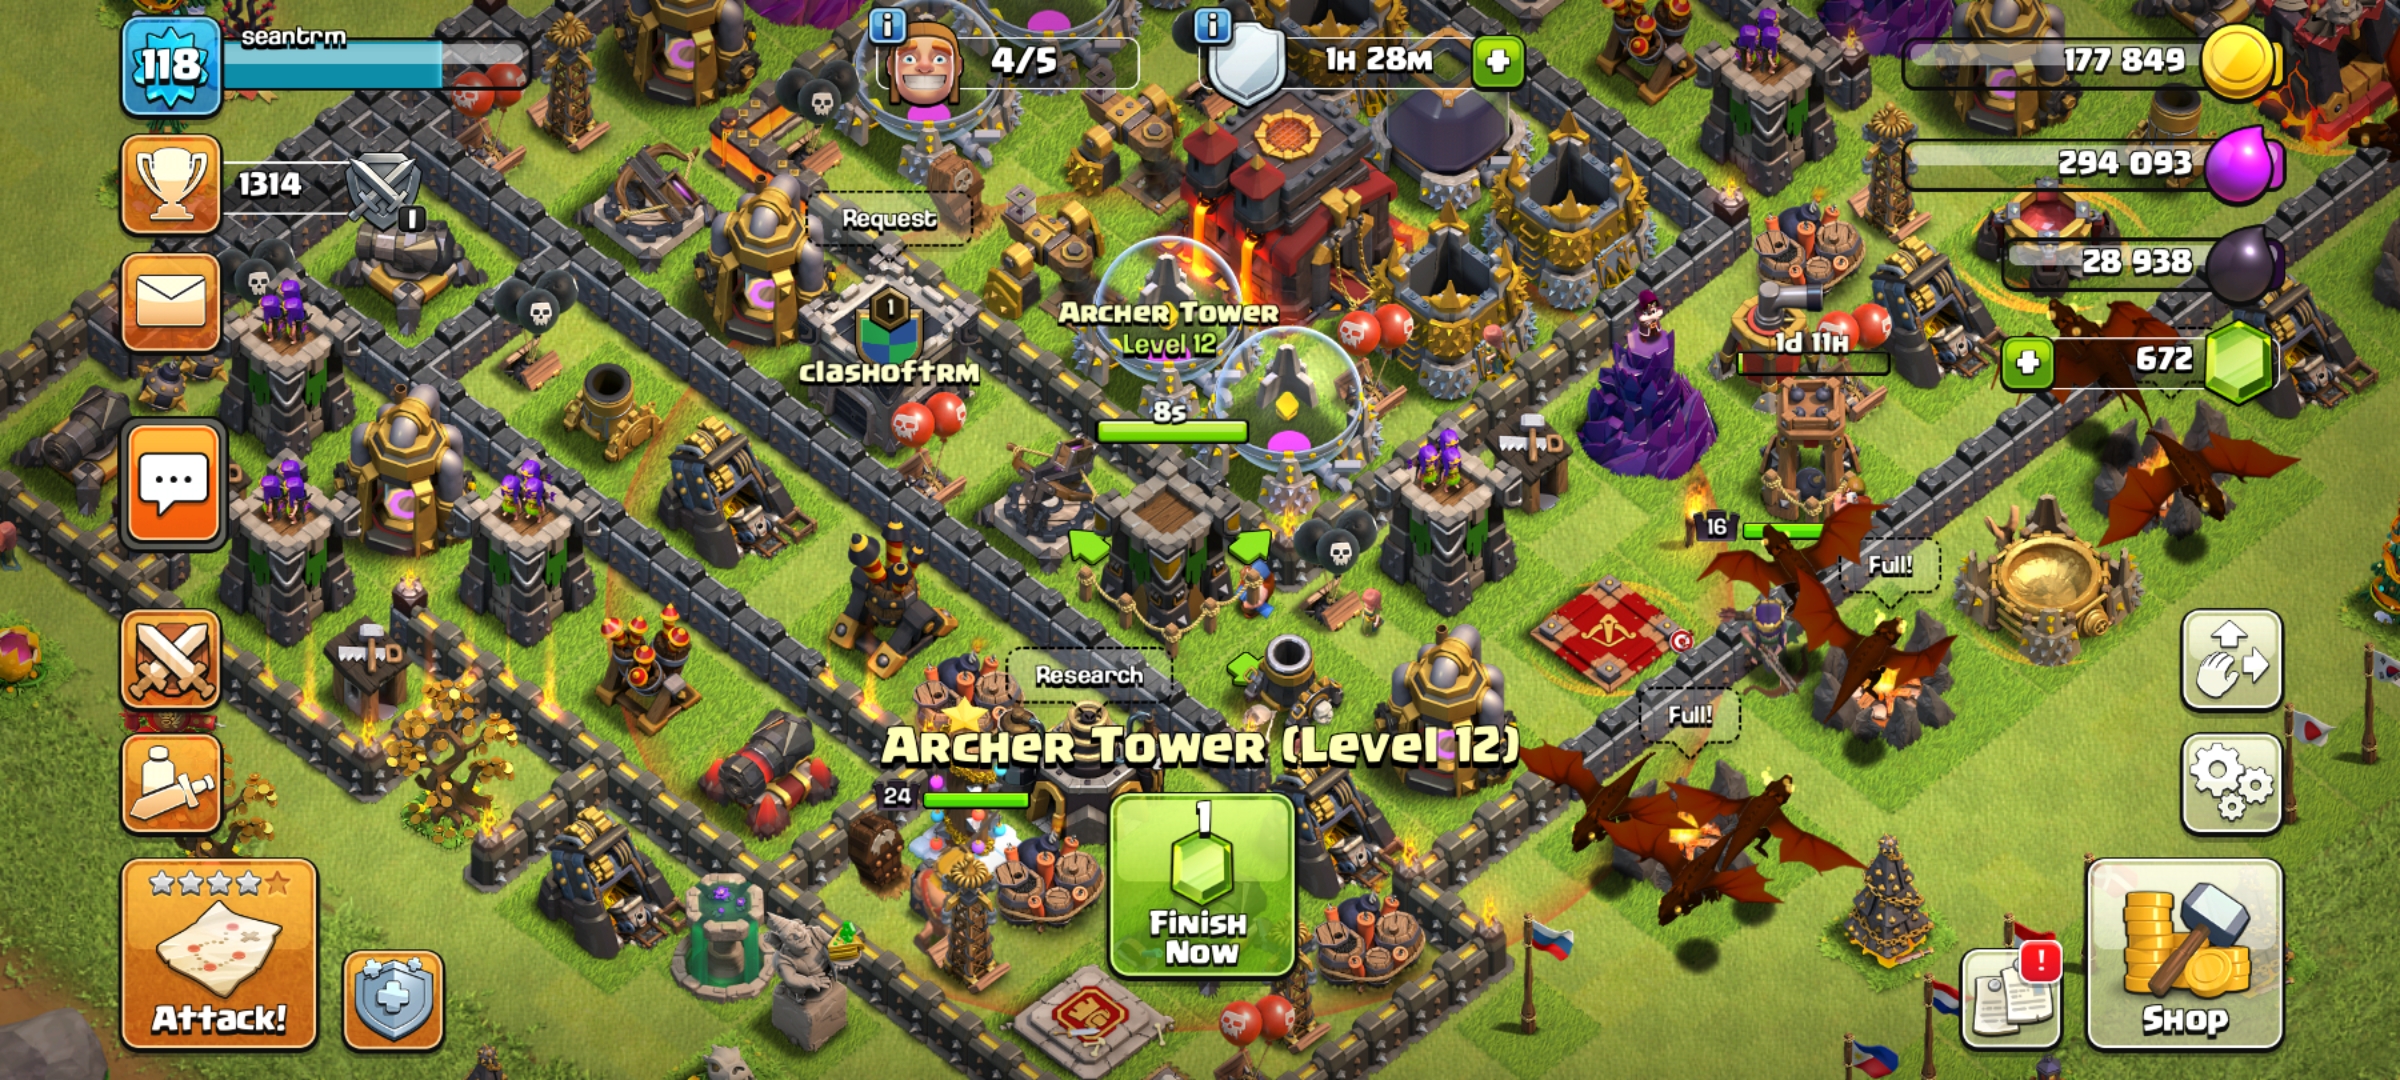 118
seantrm
4/5
1H 28M
177 849
1314
I
Request
294 093
28 938
1
clashoftRM
Archer Tower
Level 12
8s
1d 11H
672
16
Full!
Research
Full!
Archer Tower (Level 12)
24
1
Finish
Now
Attack!
!
Shop